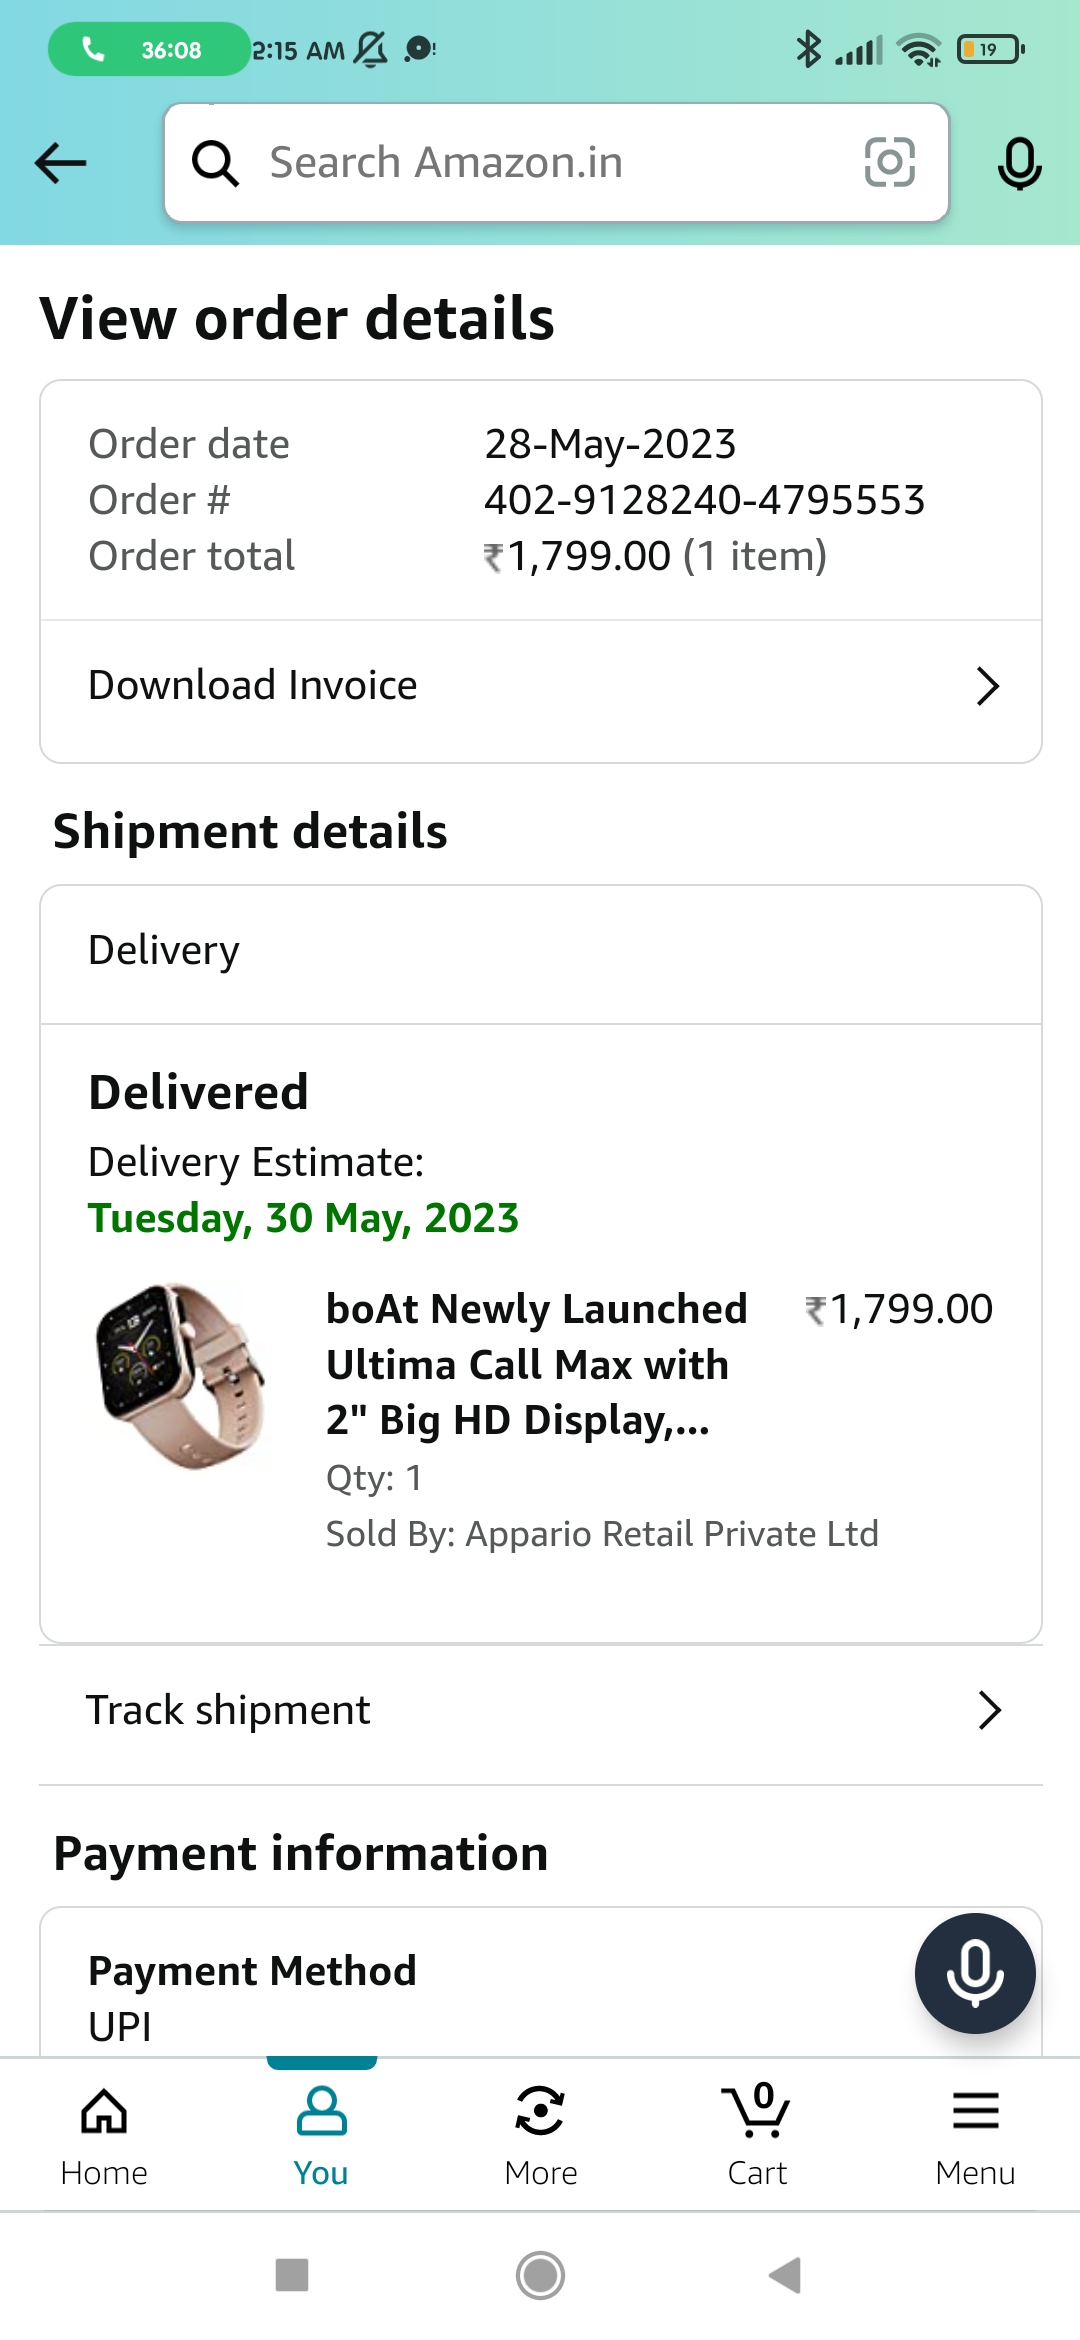 36:08 2:15 AM 19
Search Amazon.in
View order details
Order date 28-May-2023
Order # 402-9128240-4795553
Order total ₹1,799.00 (1 item)
Download Invoice
Shipment details
Delivery
Delivered
Delivery Estimate:
Tuesday, 30 May, 2023
boAt Newly Launched ₹1,799.00
Ultima Call Max with
2" Big HD Display,...
Qty: 1
Sold By: Appario Retail Private Ltd
Track shipment
Payment information
Payment Method
UPI
0
Home You More Cart Menu